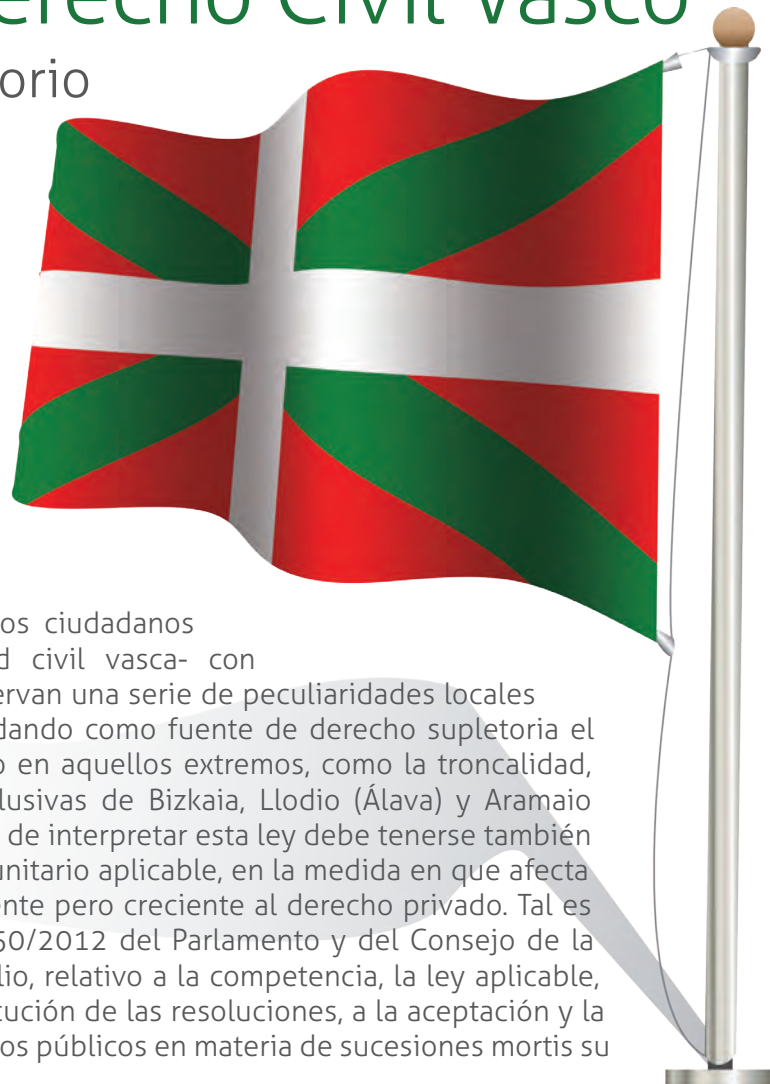 erecho Civil Vasco
orio
os ciudadanos
d civil vasca- con
ervan una serie de peculiaridades locales
dando como fuente de derecho supletoria el
o en aquellos extremos, como la troncalidad,
lusivas de Bizkaia, Llodio (Álava) y Aramaio
de interpretar esta ley debe tenerse también
unitario aplicable, en la medida en que afecta
ente pero creciente al derecho privado. Tal es
50/2012 del Parlamento y del Consejo de la
lio, relativo a la competencia, la ley aplicable,
cución de las resoluciones, a la aceptación y la
os públicos en materia de sucesiones mortis su